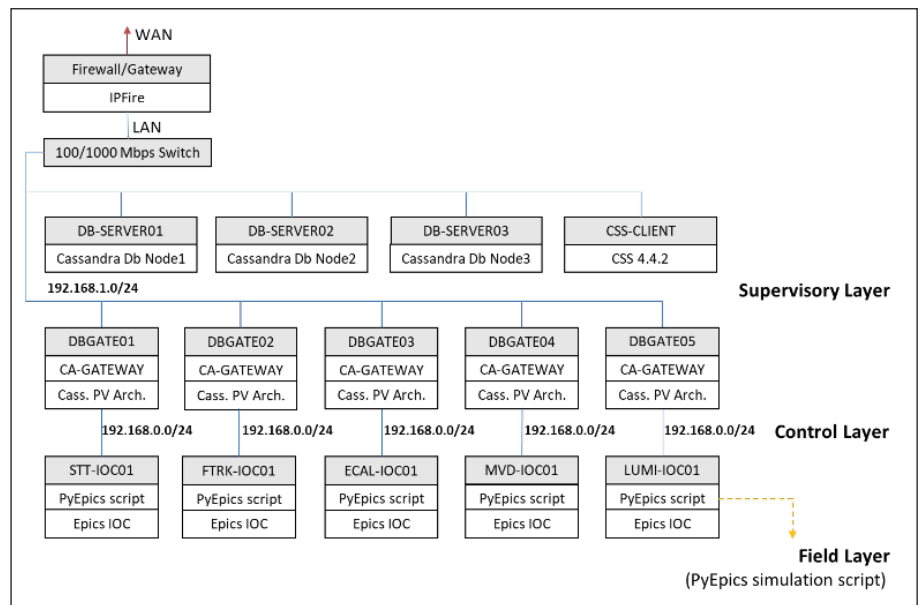 WAN
Firewall/Gateway
IPFire
LAN
100/1000 Mbps Switch
DB-SERVER01 DB-SERVER02 DB-SERVER03 CSS-CLIENT
Cassandra Db Node1 Cassandra Db Node2 Cassandra Db Node3 CSS 4.4.2
192.168.1.0/24
Supervisory Layer
DBGATE01 DBGATE02 DBGATE03 DBGATE04 DBGATE05
CA-GATEWAY CA-GATEWAY CA-GATEWAY CA-GATEWAY CA-GATEWAY
Cass. PV Arch. Cass. PV Arch. Cass. PV Arch. Cass. PV Arch. Cass. PV Arch.
192.168.0.0/24 192.168.0.0/24 192.168.0.0/24 192.168.0.0/24 192.168.0.0/24
Control Layer
STT-IOC01 FTRK-IOC01 ECAL-IOC01 MVD-IOC01 LUMI-IOC01
PyEpics script PyEpics script PyEpics script PyEpics script PyEpics script
Epics IOC Epics IOC Epics IOC Epics IOC Epics IOC
Field Layer
(PyEpics simulation script)